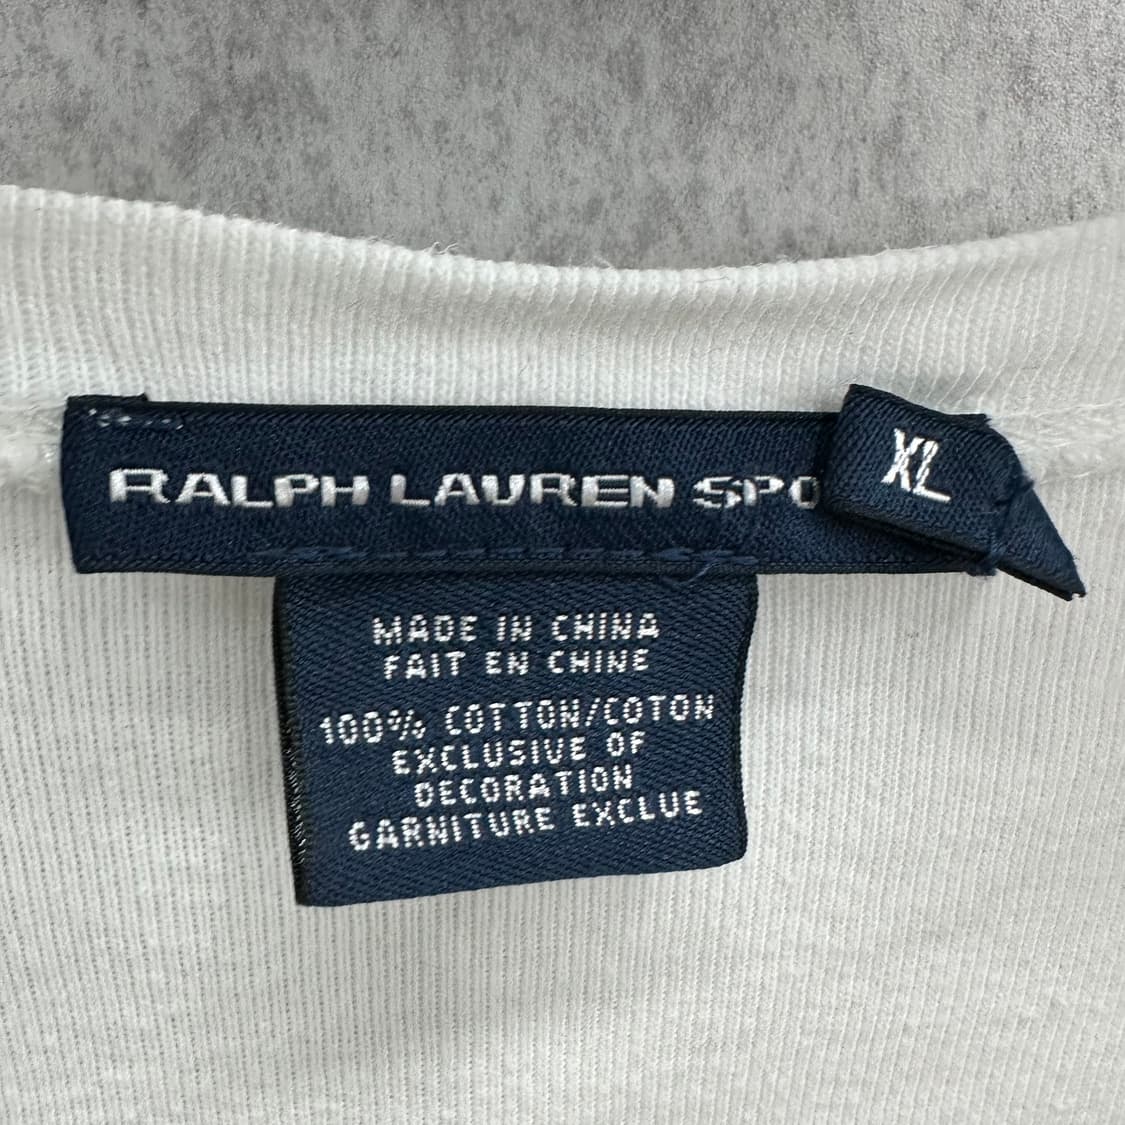 RALPH LAUREN SPO
XL
MADE IN CHINA
FAIT EN CHINE
100% COTTON/COTON
EXCLUSIVE OF
DECORATION
GARNITURE EXCLUE